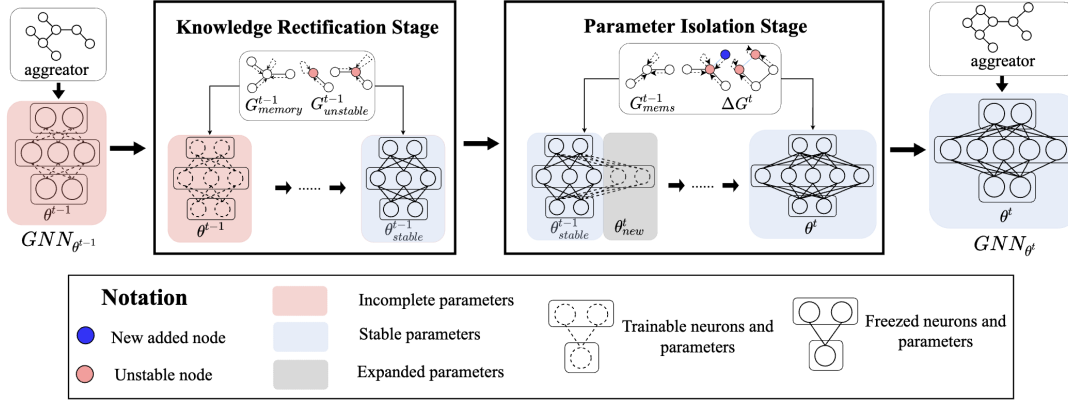 aggreator
θ^{t-1}
GNN_{θ^{t-1}}
Knowledge Rectification Stage
G^{t-1}_{memory} G^{t-1}_{unstable}
θ^{t-1}
......
θ^{t-1}_{stable}
Parameter Isolation Stage
G^{t-1}_{mems} ΔG^{t}
θ^{t-1}_{stable}
θ^{t}_{new}
......
θ^{t}
aggreator
θ^{t}
GNN_{θ^{t}}
Notation
New added node
Unstable node
Incomplete parameters
Stable parameters
Expanded parameters
Trainable neurons and
parameters
Freezed neurons and
parameters